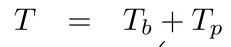 T = T_b + T_p